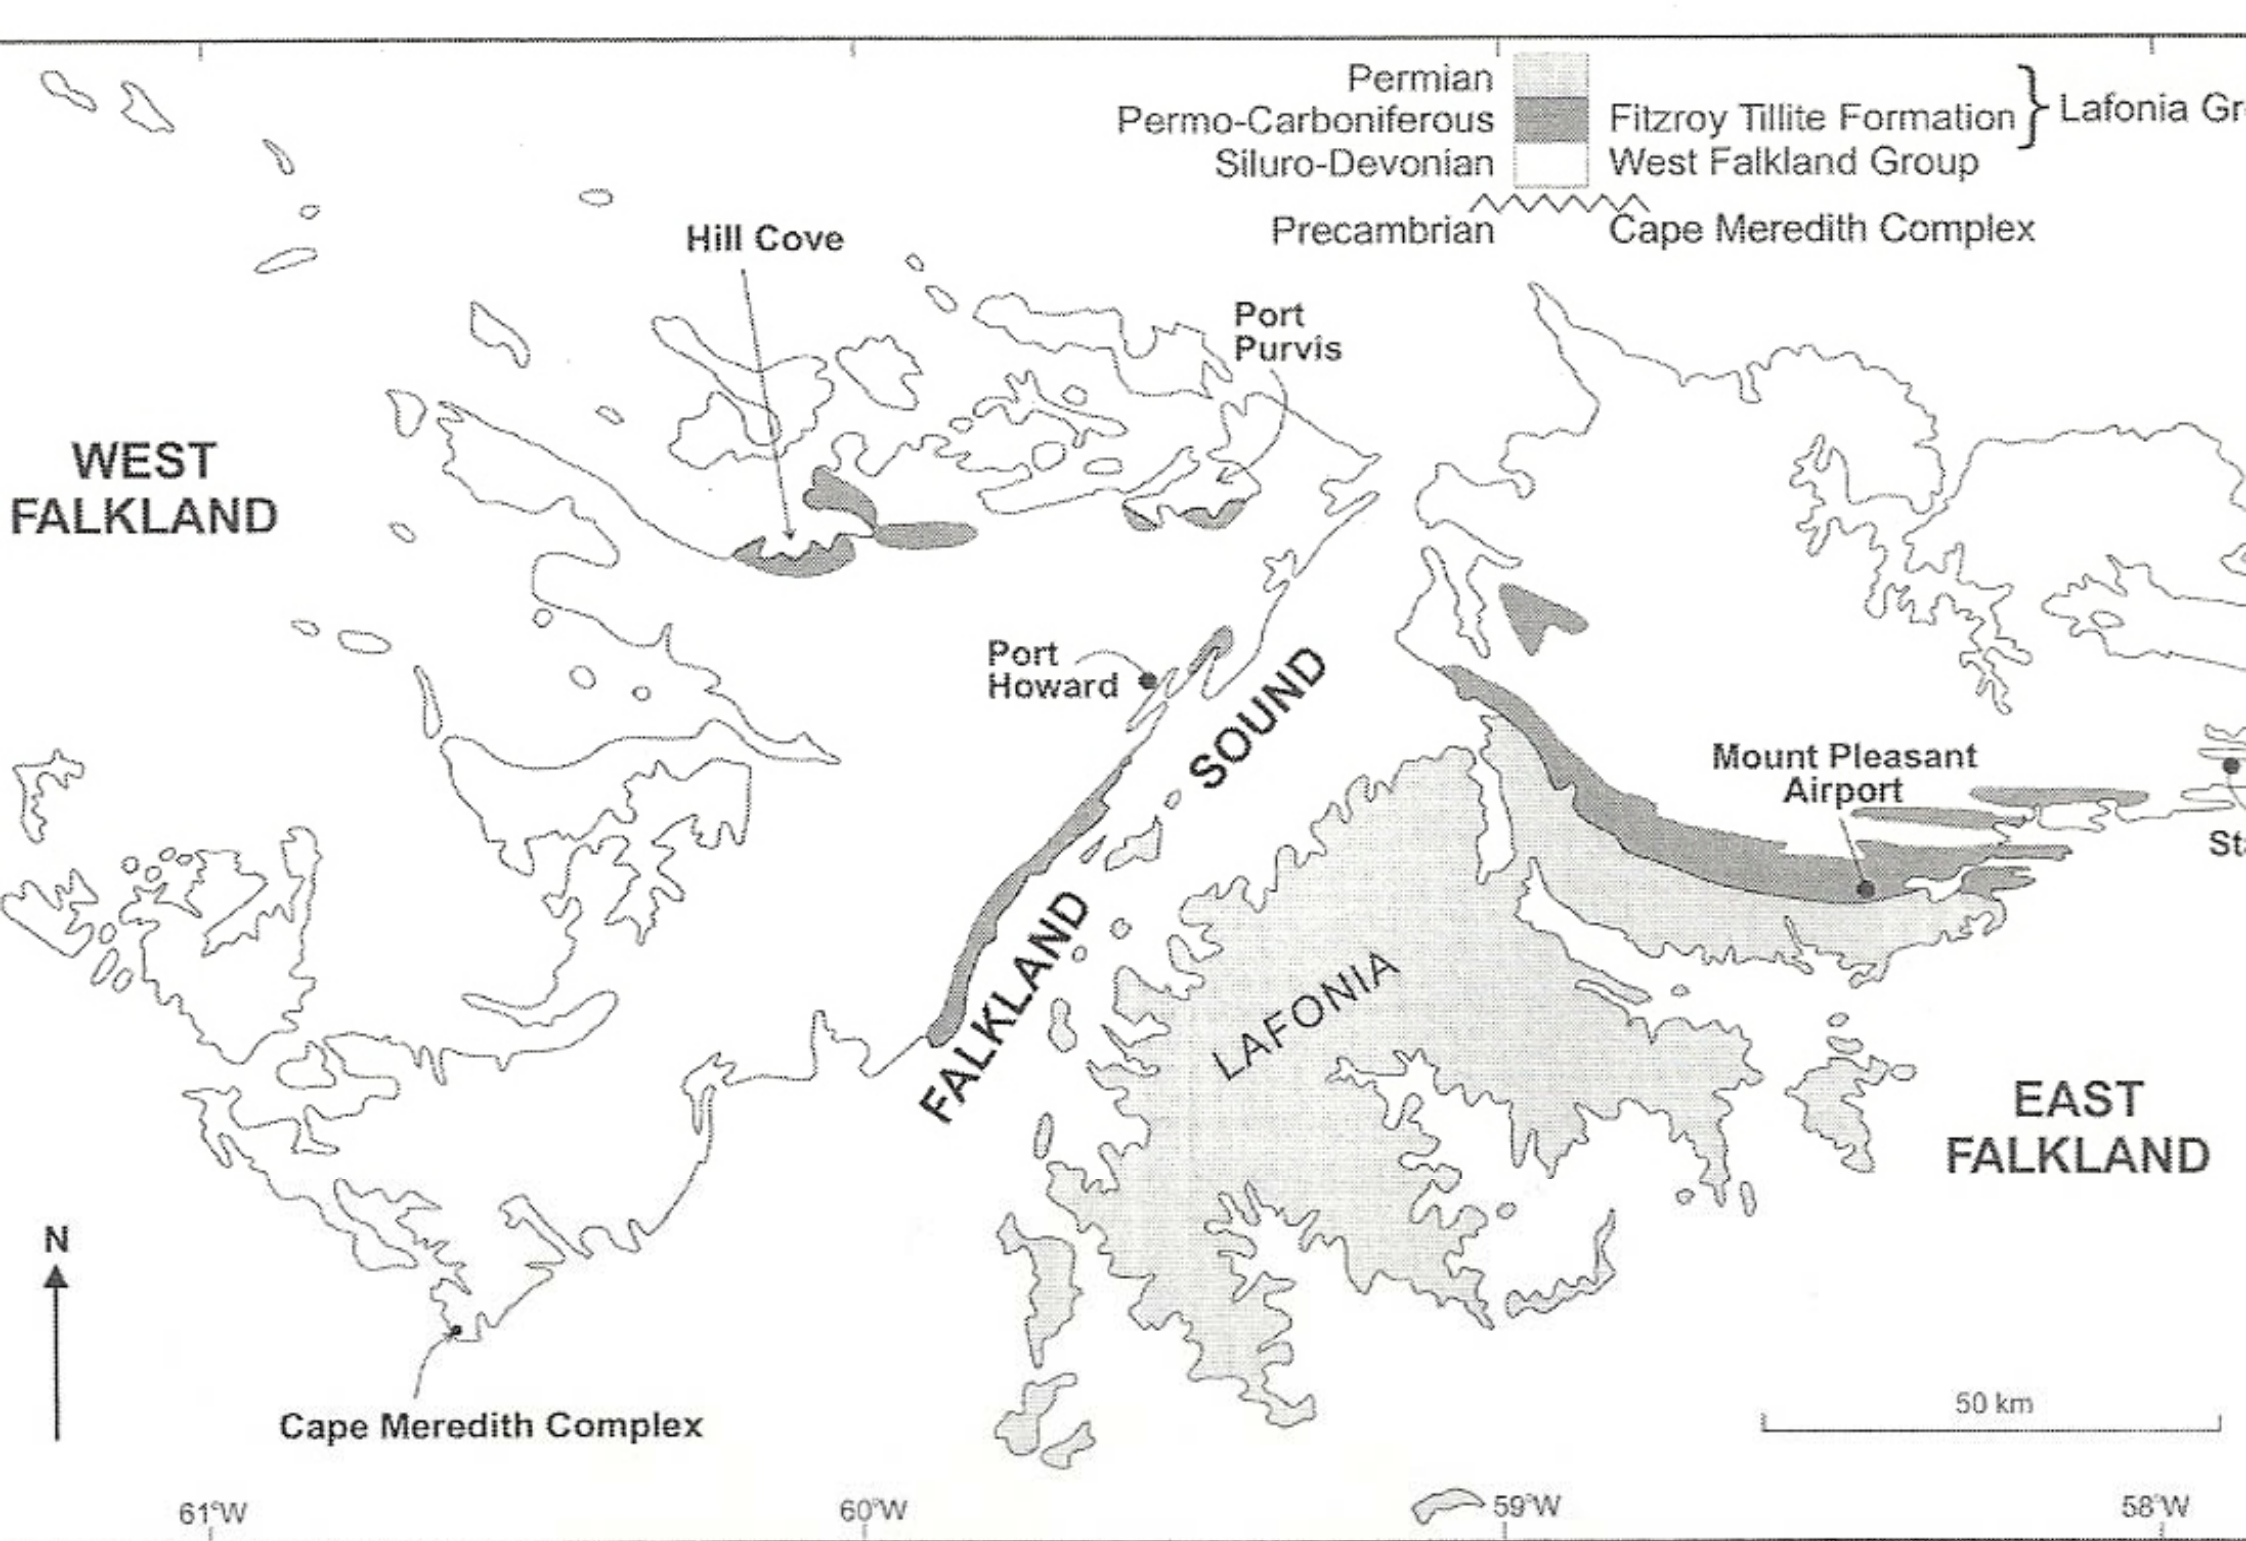 Permian
Permo-Carboniferous
Fitzroy Tillite Formation
Lafonia Gr
Siluro-Devonian
West Falkland Group
Precambrian
Cape Meredith Complex
Hill Cove
Port
Purvis
WEST
FALKLAND
Port
Howard
FALKLAND SOUND
Mount Pleasant
Airport
St
LAFONIA
EAST
FALKLAND
N
Cape Meredith Complex
50 km
61°W
60°W
59°W
58°W